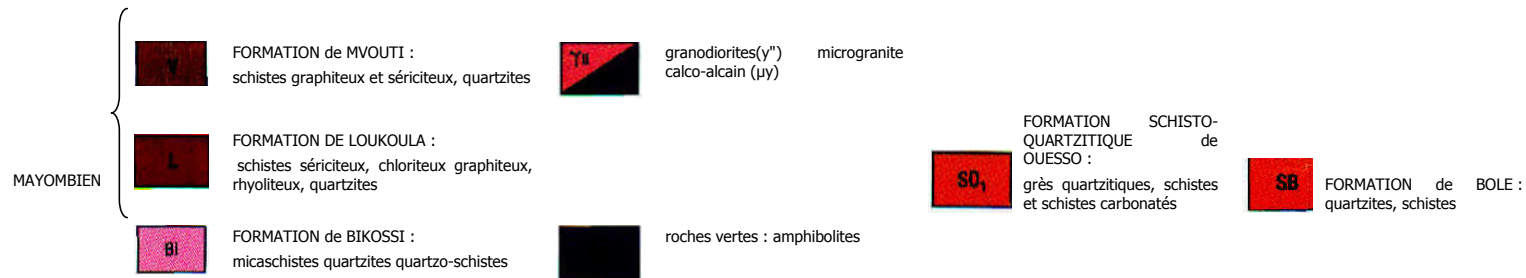 MAYOMBIEN
V
FORMATION de MVOUTI :
schistes graphiteux et sériciteux, quartzites
L
FORMATION DE LOUKOULA :
schistes sériciteux, chloriteux graphiteux,
rhyoliteux, quartzites
BI
FORMATION de BIKOSSI :
micaschistes quartzites quartzo-schistes
γ"
granodiorites(y") microgranite
calco-alcain (µy)
roches vertes : amphibolites
SO₁
FORMATION SCHISTO-
QUARTZITIQUE de
OUESSO :
grès quartzitiques, schistes
et schistes carbonatés
SB
FORMATION de BOLE :
quartzites, schistes